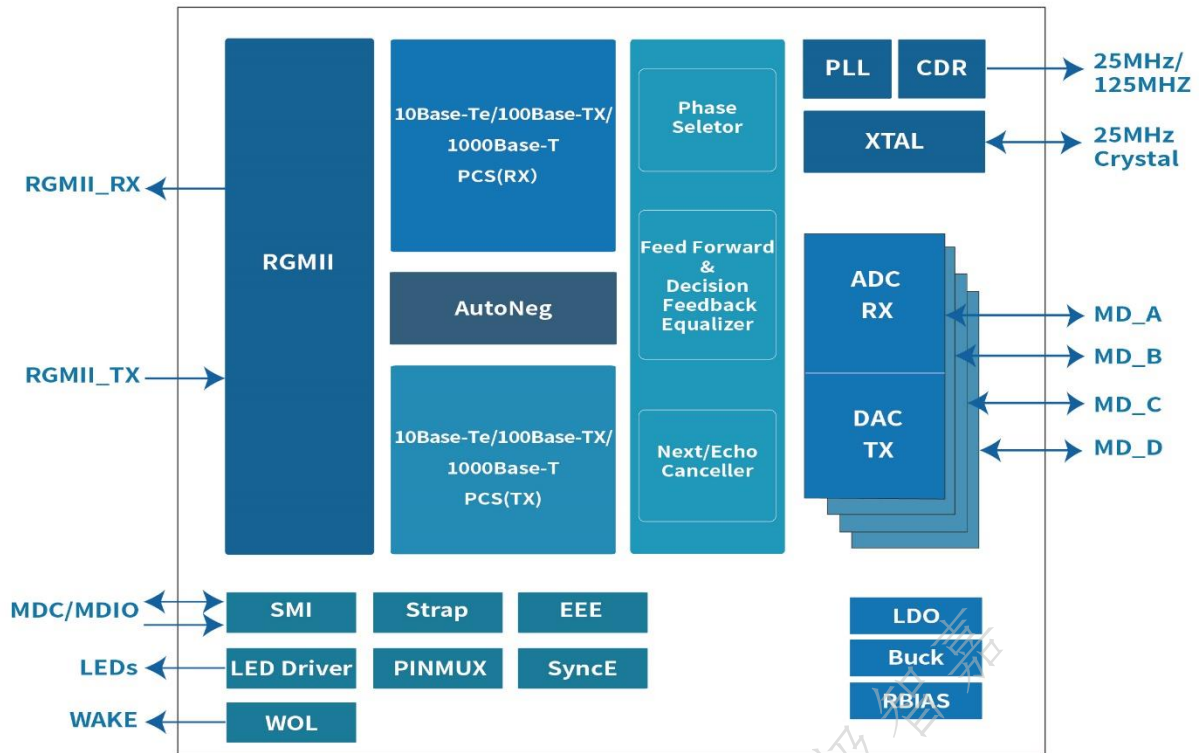 RGMII_RX
RGMII_TX
MDC/MDIO
LEDs
WAKE
RGMII
10Base-Te/100Base-TX/
1000Base-T
PCS(RX)
AutoNeg
10Base-Te/100Base-TX/
1000Base-T
PCS(TX)
Phase
Seletor
Feed Forward
&
Decision
Feedback
Equalizer
Next/Echo
Canceller
PLL
CDR
XTAL
25MHz/
125MHZ
25MHz
Crystal
ADC
RX
DAC
TX
MD_A
MD_B
MD_C
MD_D
SMI
Strap
EEE
LED Driver
PINMUX
SyncE
WOL
LDO
Buck
RBIAS
智嘉